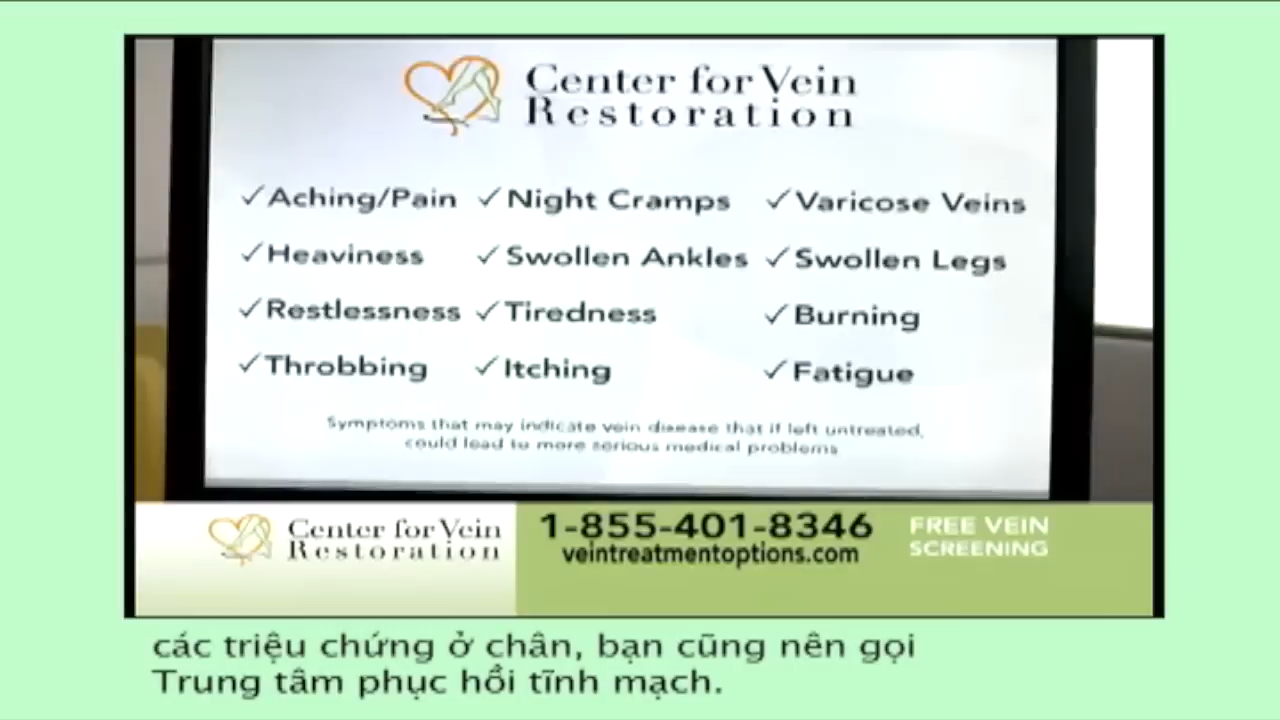 Center for Vein
Restoration
✓Aching/Pain ✓Night Cramps ✓Varicose Veins
✓Heaviness ✓Swollen Ankles ✓Swollen Legs
✓Restlessness ✓Tiredness ✓Burning
✓Throbbing ✓Itching ✓Fatigue
Symptoms that may indicate vein disease that if left untreated,
could lead to more serious medical problems
Center for Vein
Restoration
1-855-401-8346
veintreatmentoptions.com
FREE VEIN
SCREENING
các triệu chứng ở chân, bạn cũng nên gọi
Trung tâm phục hồi tĩnh mạch.